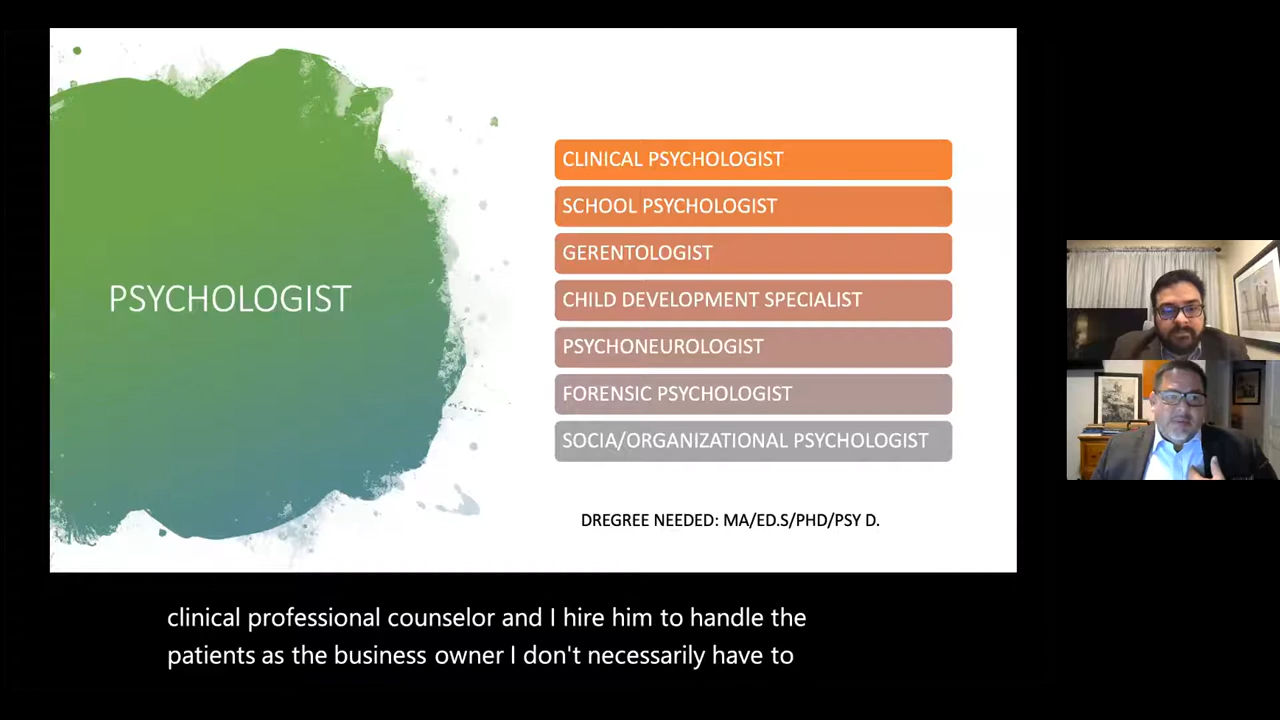 PSYCHOLOGIST
CLINICAL PSYCHOLOGIST
SCHOOL PSYCHOLOGIST
GERENTOLOGIST
CHILD DEVELOPMENT SPECIALIST
PSYCHONEUROLOGIST
FORENSIC PSYCHOLOGIST
SOCIA/ORGANIZATIONAL PSYCHOLOGIST
DREGREE NEEDED: MA/ED.S/PHD/PSY D.
clinical professional counselor and I hire him to handle the
patients as the business owner I don't necessarily have to